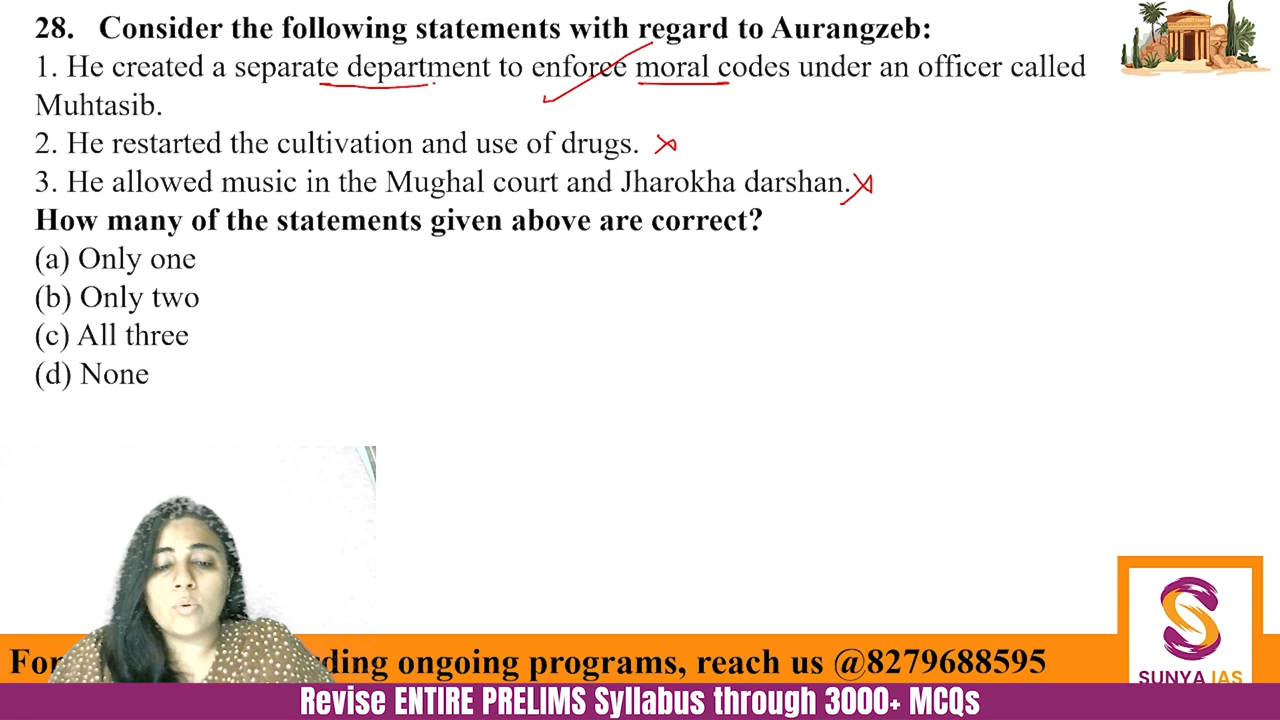 28. Consider the following statements with regard to Aurangzeb:
1. He created a separate department to enforce moral codes under an officer called
Muhtasib.
2. He restarted the cultivation and use of drugs.
3. He allowed music in the Mughal court and Jharokha darshan.
How many of the statements given above are correct?
(a) Only one
(b) Only two
(c) All three
(d) None
For ding ongoing programs, reach us @8279688595
SUNYA IAS
Revise ENTIRE PRELIMS Syllabus through 3000+ MCQs